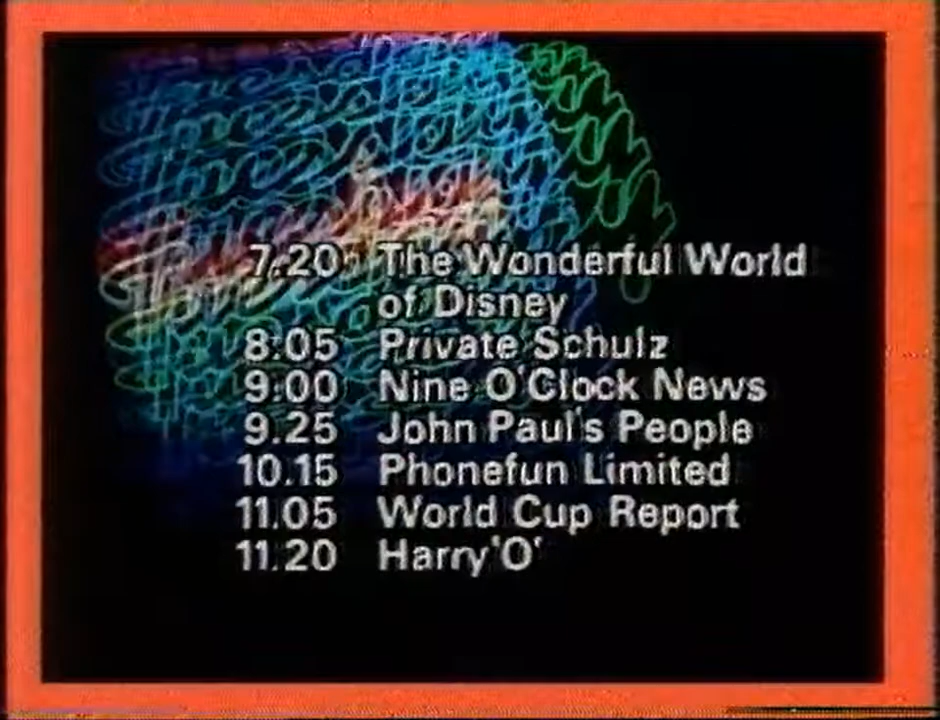 7.20 The Wonderful World
of Disney
8.05 Private Schulz
9.00 Nine O'Clock News
9.25 John Paul's People
10.15 Phonefun Limited
11.05 World Cup Report
11.20 Harry'O'